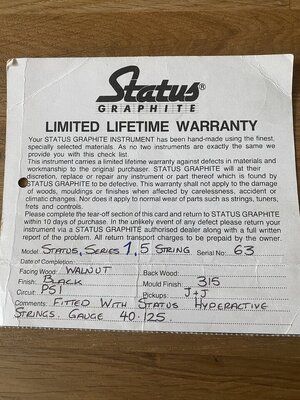 Status®
GRAPHITE
LIMITED LIFETIME WARRANTY
Your STATUS GRAPHITE INSTRUMENT has been hand-made using the finest,
specially selected materials. As no two instruments are exactly the same we
provide you with this check list.
This instrument carries a limited lifetime warranty against defects in materials and
workmanship to the original purchaser. STATUS GRAPHITE will at their
discretion, replace or repair any instrument or part thereof which is found by
STATUS GRAPHITE to be defective. This warranty shall not apply to the damage
of woods, mouldings or finishes when affected by carelessness, accident or
climatic changes. Nor does it apply to normal wear of parts such as strings, tuners,
frets and controls.
Please complete the tear-off section of this card and return to STATUS GRAPHITE
within 10 days of purchase. In the unlikely event of any defect please return your
instrument via a STATUS GRAPHITE authorised dealer along with a full written
report of the problem. All return transport charges to be prepaid by the owner.
Model: STATUS, SERIES 1, 5 STRING Serial No: 63
Date of Completion:
Facing Wood: WALNUT Back Wood:
Finish: BLACK Mould Finish: 315
Circuit: PS1 Pickups: J+J
Comments: FITTED WITH STATUS HYPERACTIVE
STRINGS. GAUGE 40-125.